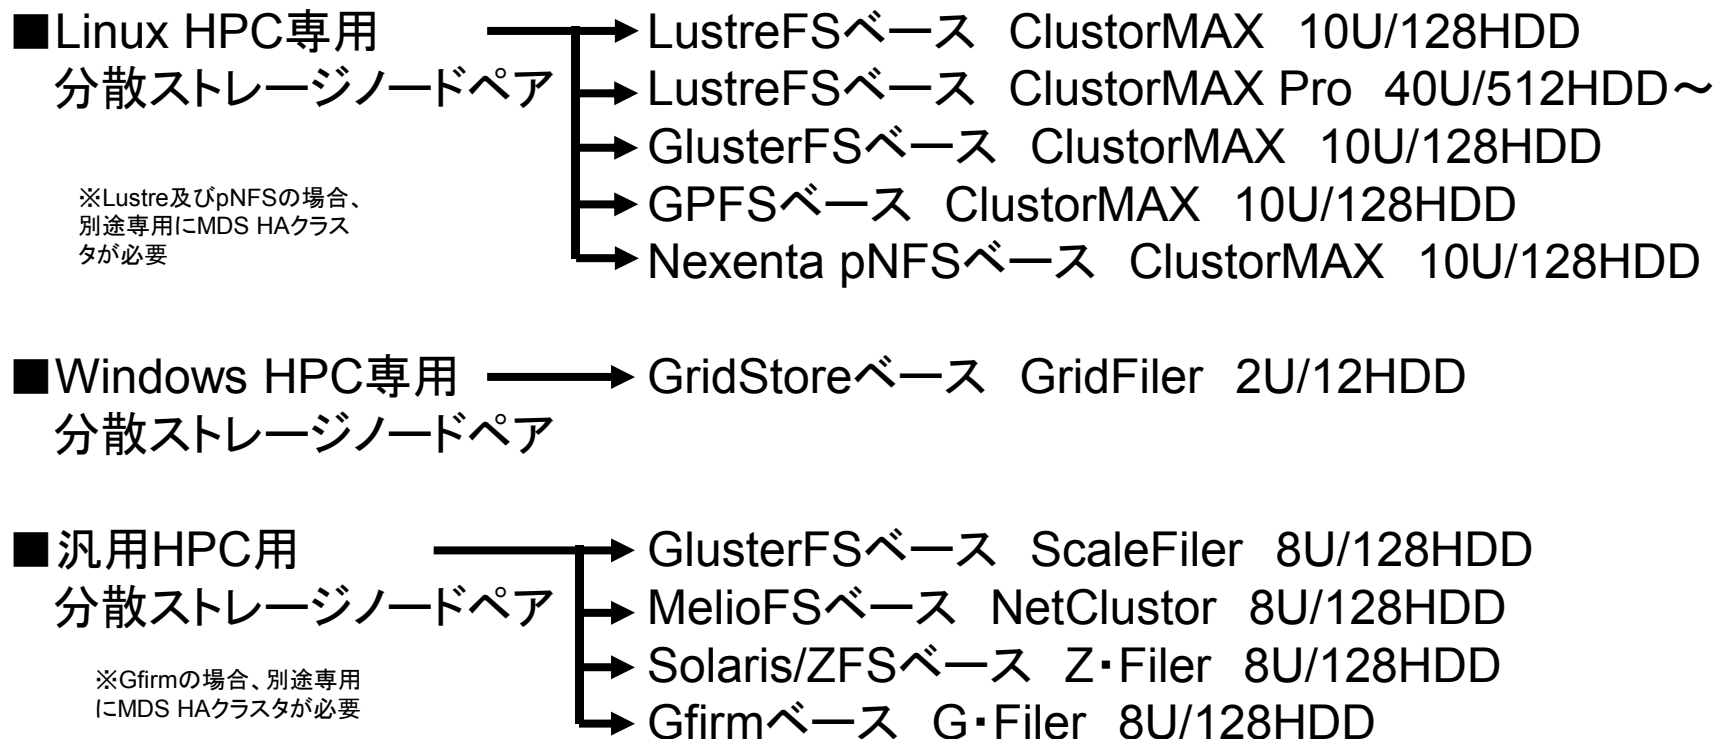 ■Linux HPC専用
分散ストレージノードペア
※Lustre及びpNFSの場合、
別途専用にMDS HAクラス
タが必要
LustreFSベース ClustorMAX 10U/128HDD
LustreFSベース ClustorMAX Pro 40U/512HDD～
GlusterFSベース ClustorMAX 10U/128HDD
GPFSベース ClustorMAX 10U/128HDD
Nexenta pNFSベース ClustorMAX 10U/128HDD
■Windows HPC専用
分散ストレージノードペア
GridStoreベース GridFiler 2U/12HDD
■汎用HPC用
分散ストレージノードペア
※Gfirmの場合、別途専用
にMDS HAクラスタが必要
GlusterFSベース ScaleFiler 8U/128HDD
MelioFSベース NetClustor 8U/128HDD
Solaris/ZFSベース Z・Filer 8U/128HDD
Gfirmベース G・Filer 8U/128HDD